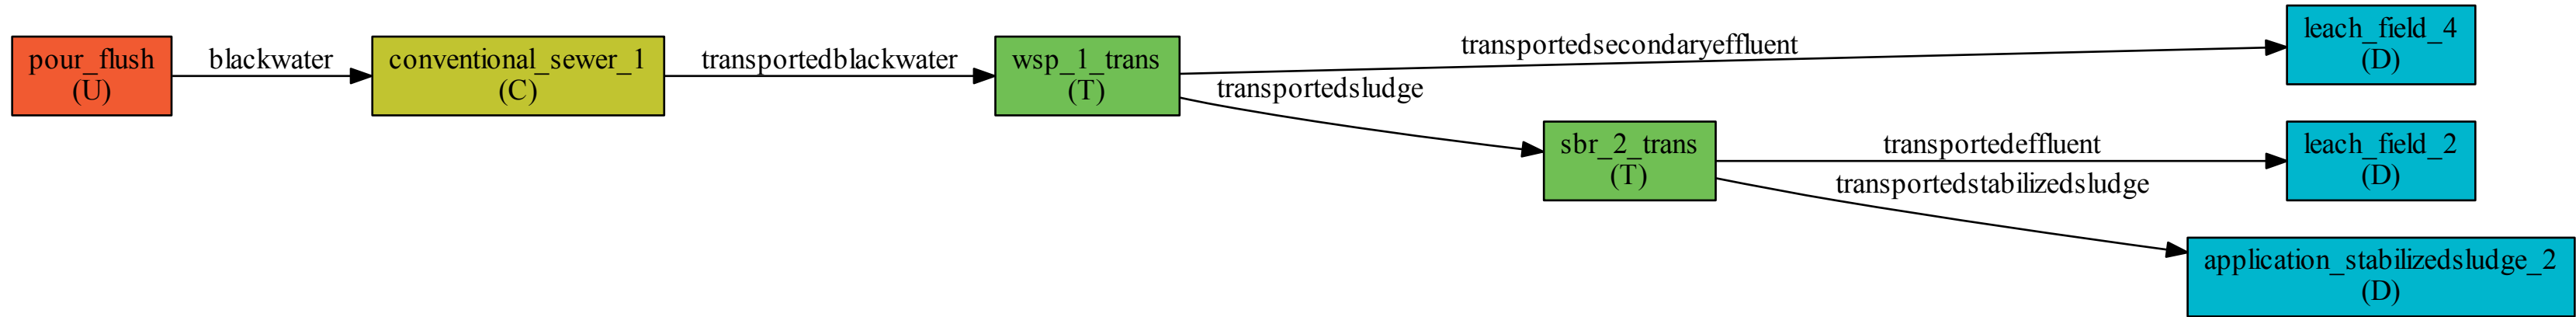 pour_flush
(U)
blackwater
conventional_sewer_1
(C)
transportedblackwater
wsp_1_trans
(T)
transportedsecondaryeffluent
leach_field_4
(D)
transportedsludge
sbr_2_trans
(T)
transportedeffluent
leach_field_2
(D)
transportedstabilizedsludge
application_stabilizedsludge_2
(D)